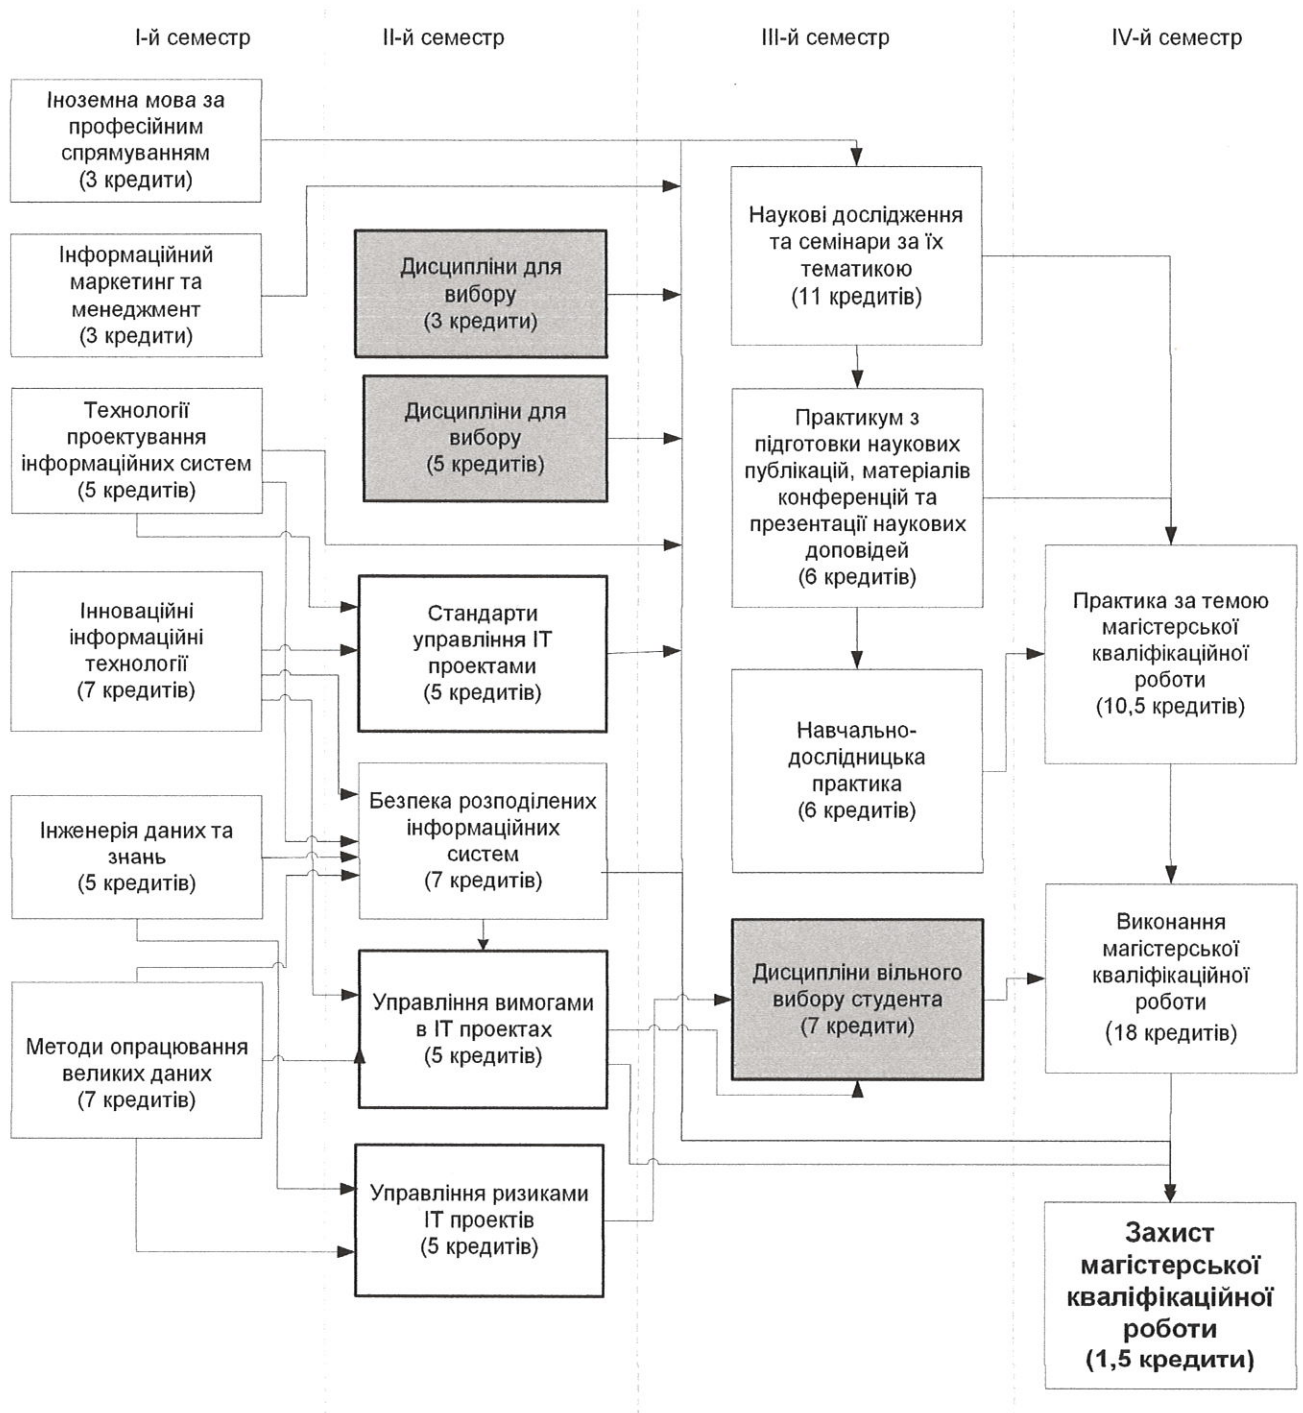 І-й семестр
ІІ-й семестр
ІІІ-й семестр
IV-й семестр
Іноземна мова за
професійним
спрямуванням
(3 кредити)
Інформаційний
маркетинг та
менеджмент
(3 кредити)
Технології
проектування
інформаційних систем
(5 кредитів)
Інноваційні
інформаційні
технології
(7 кредитів)
Інженерія даних та
знань
(5 кредитів)
Методи опрацювання
великих даних
(7 кредитів)
Дисципліни для
вибору
(3 кредити)
Дисципліни для
вибору
(5 кредитів)
Стандарти
управління ІТ
проектами
(5 кредитів)
Безпека розподілених
інформаційних
систем
(7 кредитів)
Управління вимогами
в ІТ проектах
(5 кредитів)
Управління ризиками
ІТ проектів
(5 кредитів)
Наукові дослідження
та семінари за їх
тематикою
(11 кредитів)
Практикум з
підготовки наукових
публікацій, матеріалів
конференцій та
презентації наукових
доповідей
(6 кредитів)
Навчально-
дослідницька
практика
(6 кредитів)
Дисципліни вільного
вибору студента
(7 кредити)
Практика за темою
магістерської
кваліфікаційної
роботи
(10,5 кредитів)
Виконання
магістерської
кваліфікаційної
роботи
(18 кредитів)
Захист
магістерської
кваліфікаційної
роботи
(1,5 кредити)